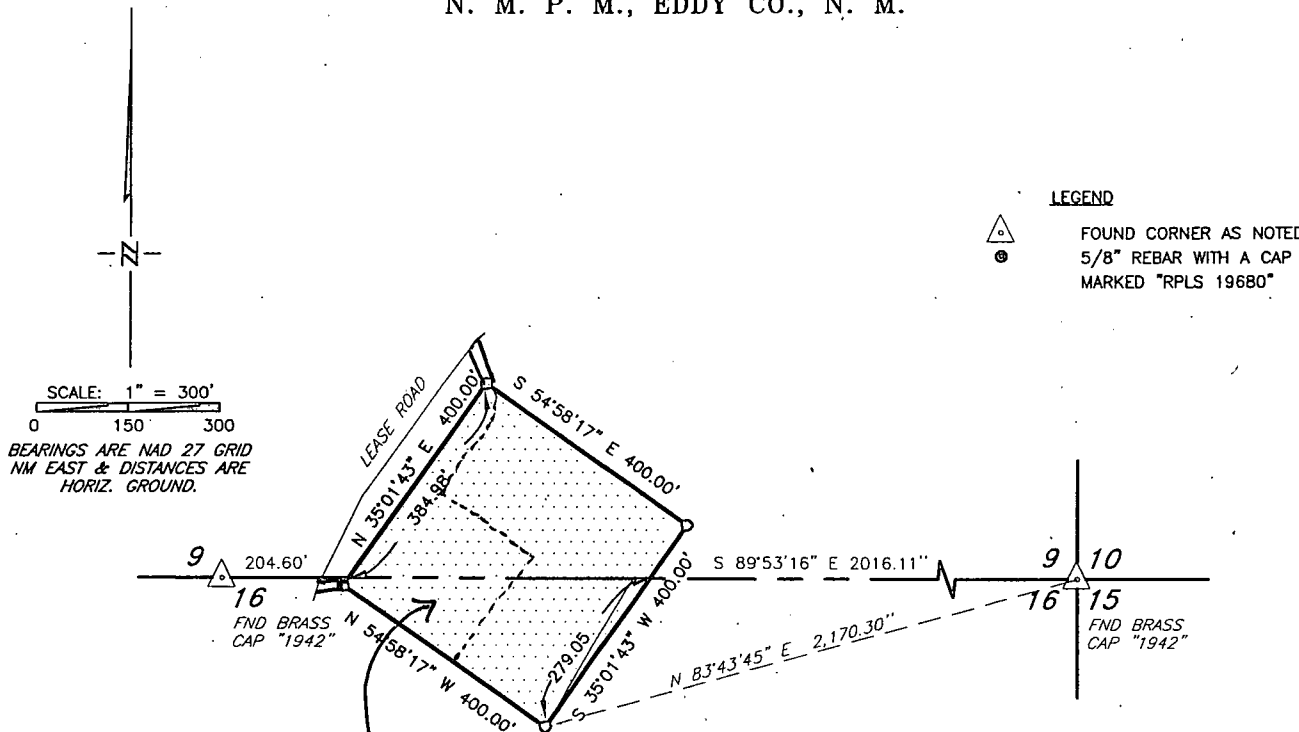 N. M. P. M., EDDY CO., N. M.
LEGEND
FOUND CORNER AS NOTED
5/8" REBAR WITH A CAP
MARKED "RPLS 19680"
N
SCALE: 1" = 300'
0 150 300
BEARINGS ARE NAD 27 GRID
NM EAST & DISTANCES ARE
HORIZ. GROUND.
LEASE ROAD
N 35°01'43" E 400.00'
384.98'
S 54°58'17" E 400.00'
9
204.60'
16
FND BRASS
CAP "1942"
N 54°58'17" W 400.00'
279.05
S 35°01'43" W 400.00'
S 89°53'16" E 2016.11"
N 83°43'45" E 2,170.30"
9 10
16 15
FND BRASS
CAP "1942"